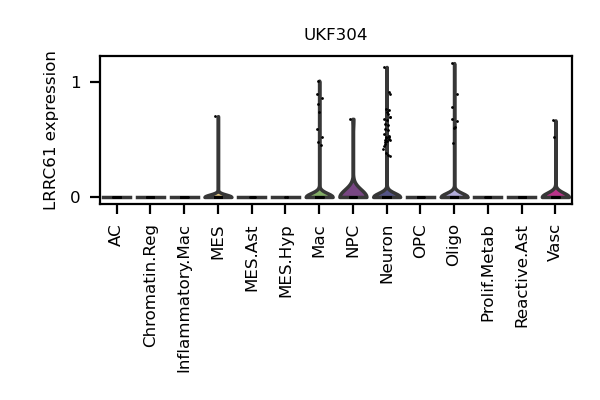 UKF304
LRRC61 expression
1
0
AC
Chromatin.Reg
Inflammatory.Mac
MES
MES.Ast
MES.Hyp
Mac
NPC
Neuron
OPC
Oligo
Prolif.Metab
Reactive.Ast
Vasc